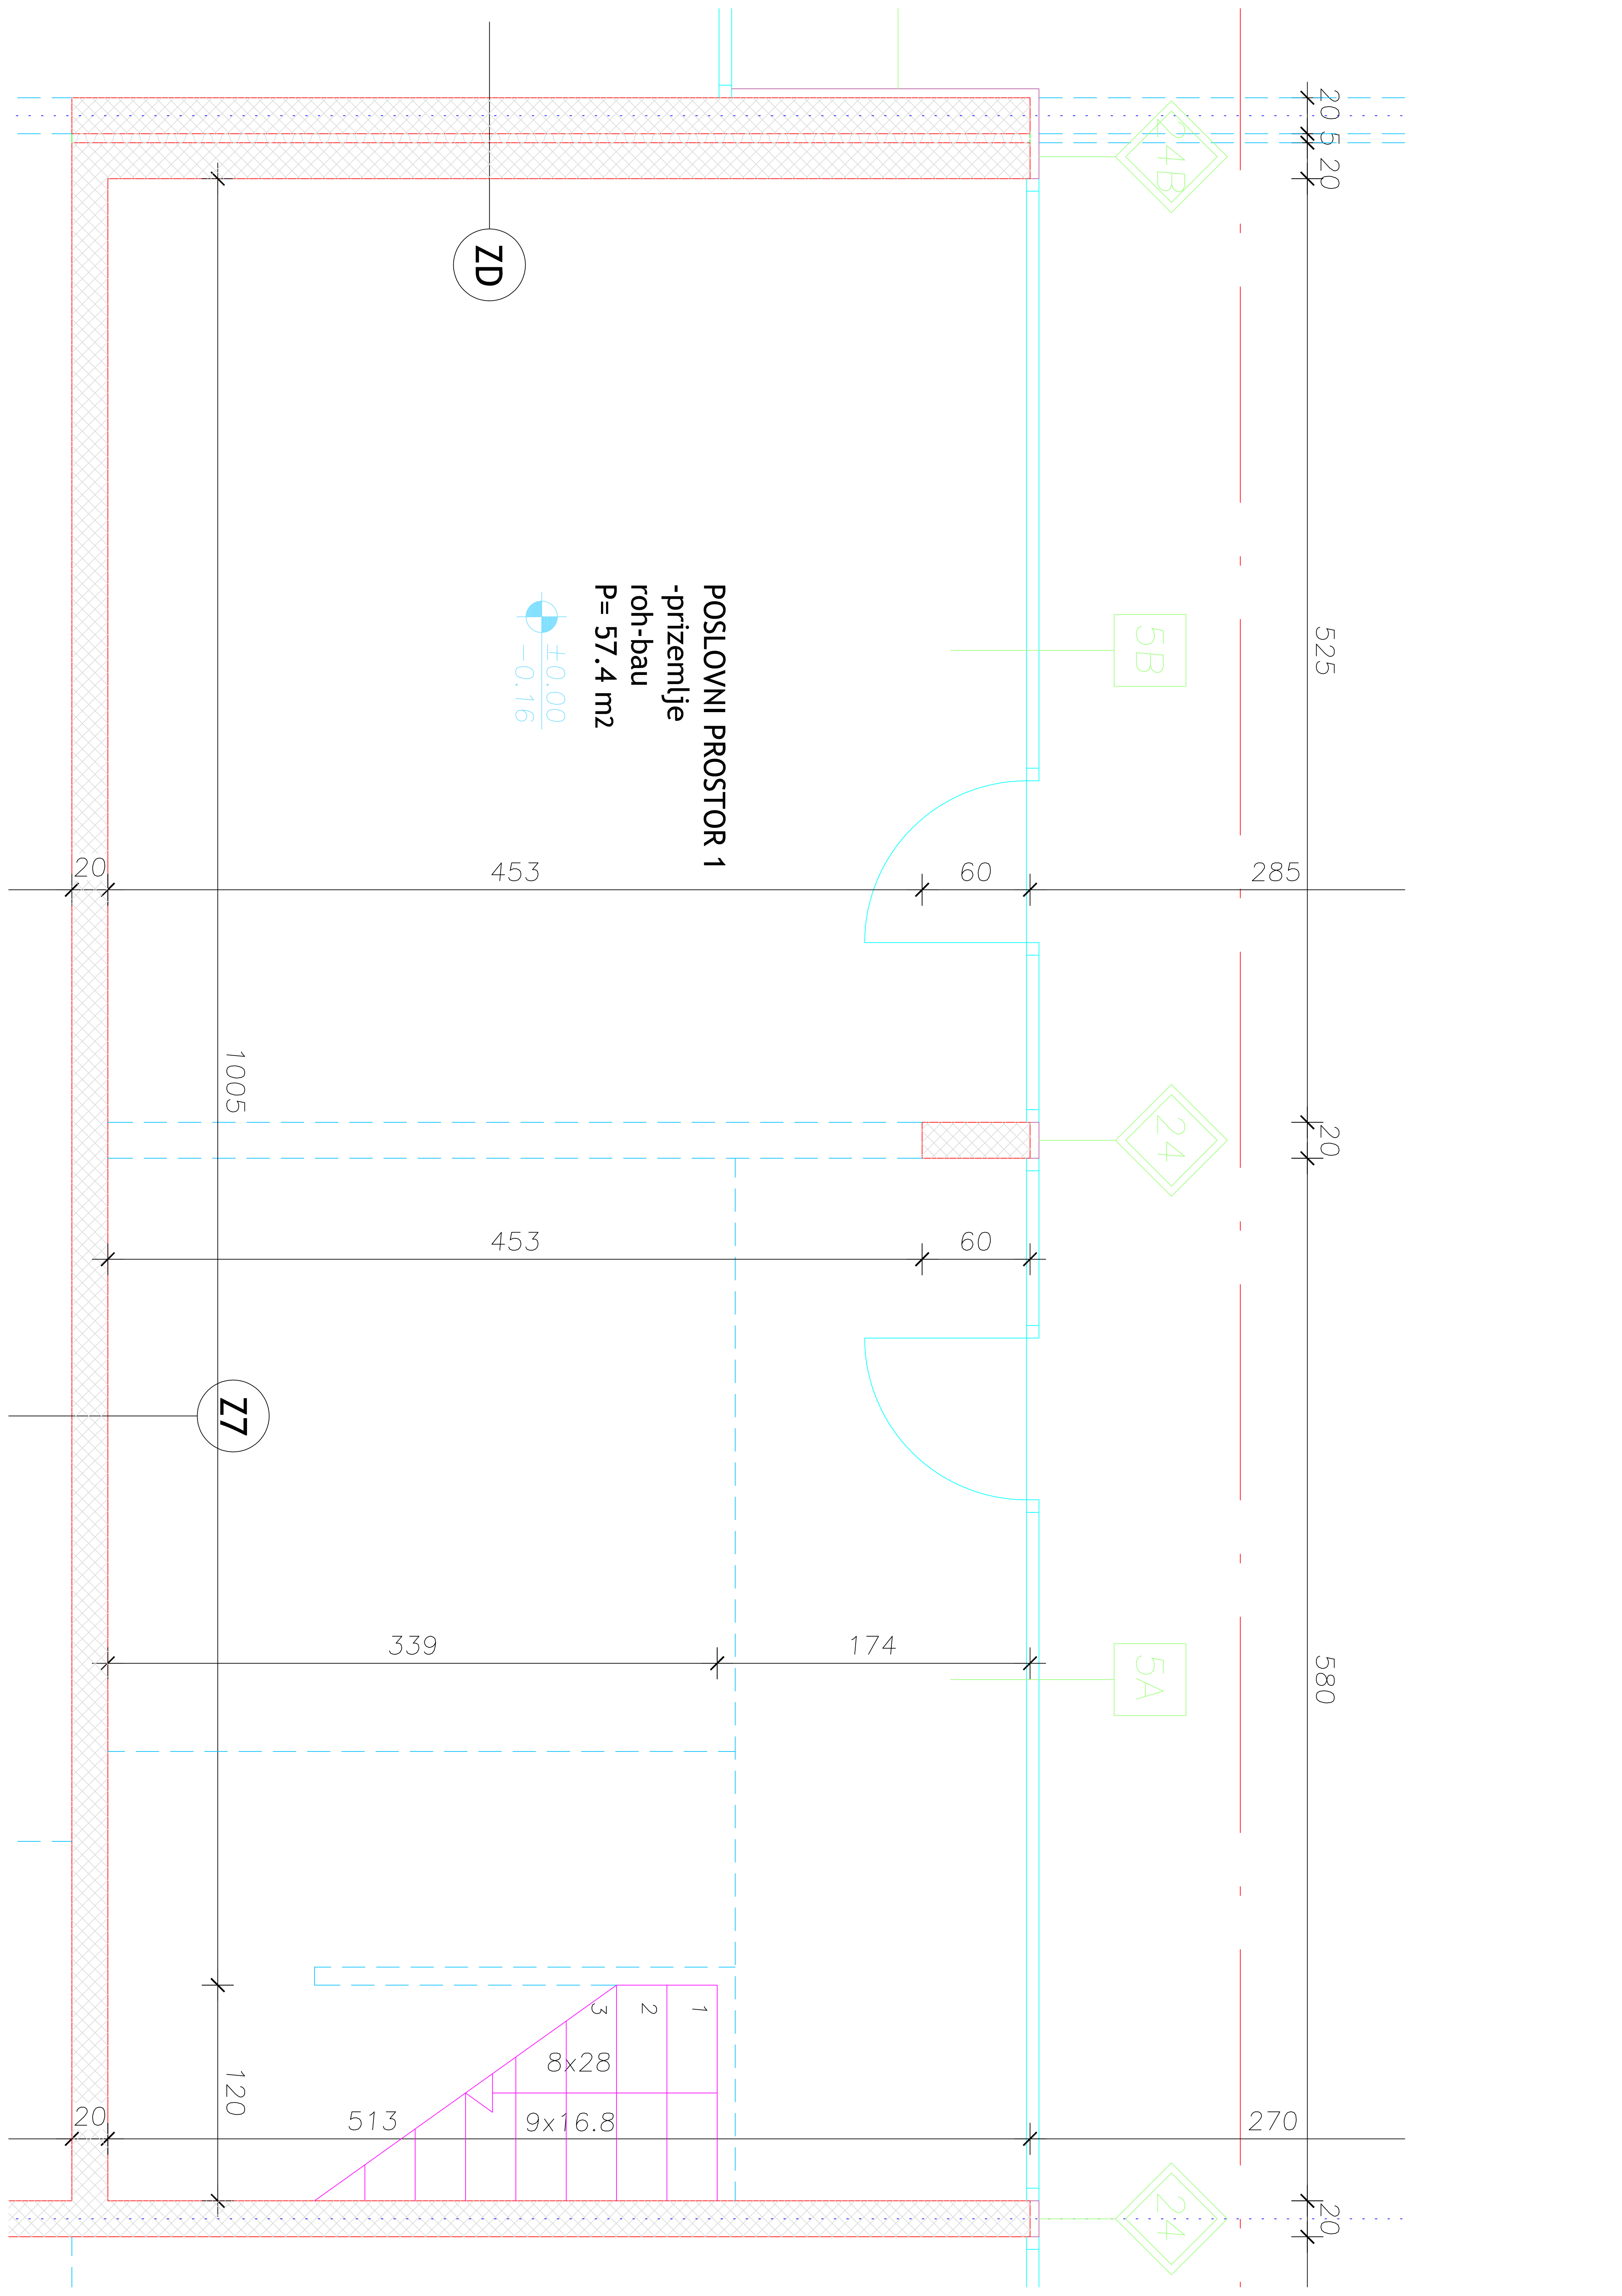 20
5
20
24B
ZD
525
5B
POSLOVNI PROSTOR 1
-prizemlje
roh-bau
P= 57.4 m2
±0.00
-0.16
20
453
60
285
1005
24
20
453
60
Z7
339
174
5A
580
1
2
3
8x28
9x16.8
120
20
513
270
24
20